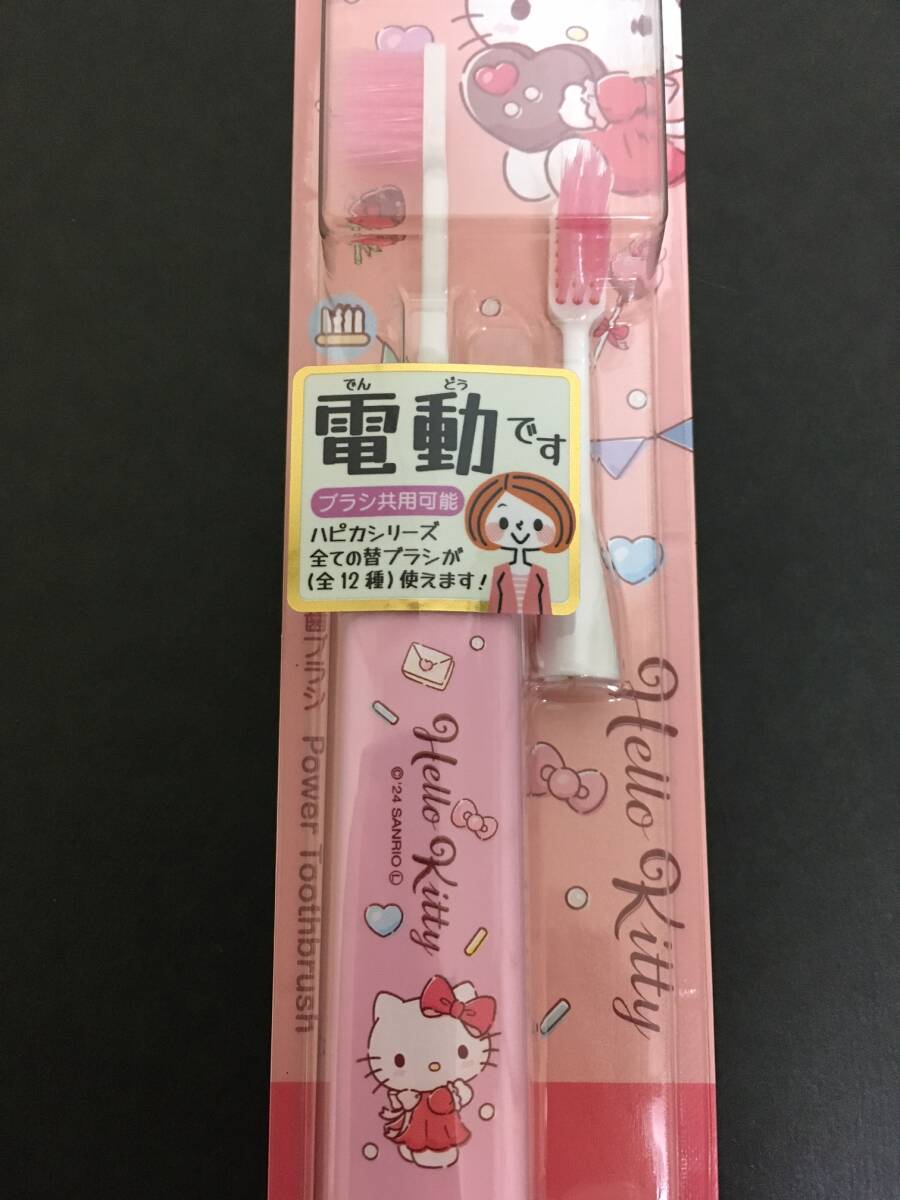 でん どう
電動です
ブラシ共用可能
ハピカシリーズ
全ての替ブラシが
(全12種)使えます!
Power Toothbrush
Hello Kitty
©'24 SANRIO Ⓛ
Hello Kitty